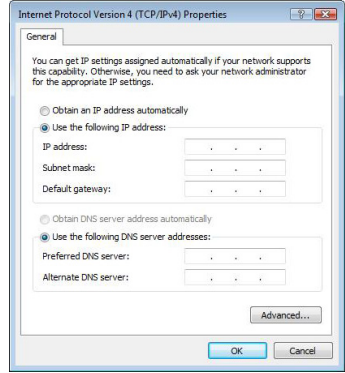 Internet Protocol Version 4 (TCP/IPv4) Properties
General
You can get IP settings assigned automatically if your network supports
this capability. Otherwise, you need to ask your network administrator
for the appropriate IP settings.
Obtain an IP address automatically
Use the following IP address:
IP address:
Subnet mask:
Default gateway:
Obtain DNS server address automatically
Use the following DNS server addresses:
Preferred DNS server:
Alternate DNS server:
Advanced...
OK Cancel